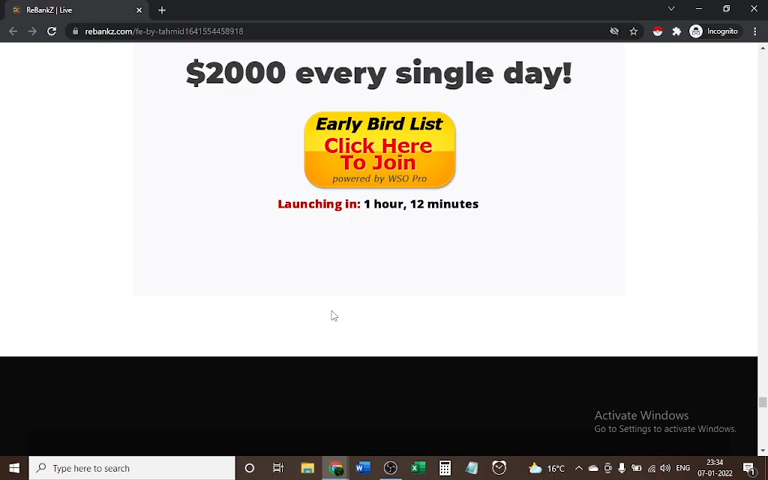 ReBankZ | Live
rebankz.com/fe-by-tahmid1641554458918
Incognito
$2000 every single day!
Early Bird List
Click Here
To Join
powered by WSO Pro
Launching in: 1 hour, 12 minutes
Activate Windows
Go to Settings to activate Windows.
Type here to search
16°C
ENG
23:34
07-01-2022